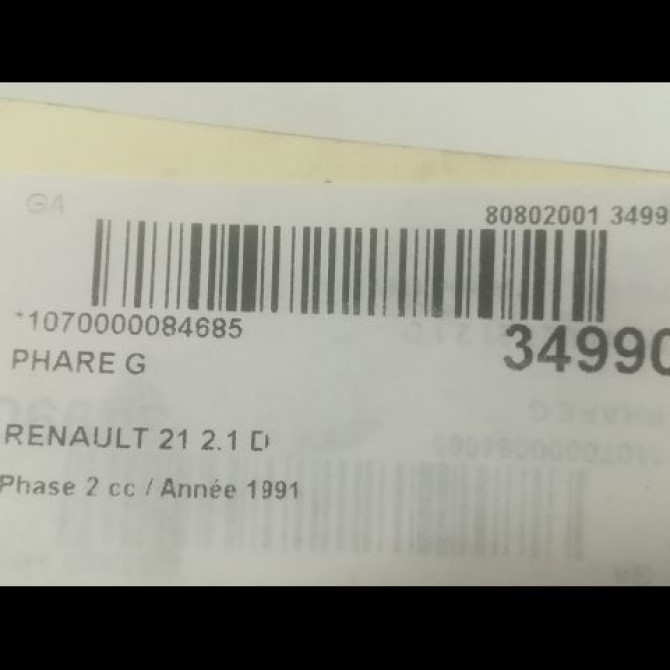 GA
80802001 3499
*1070000084685
34990
PHARE G
RENAULT 21 2.1 D
Phase 2 cc / Année 1991